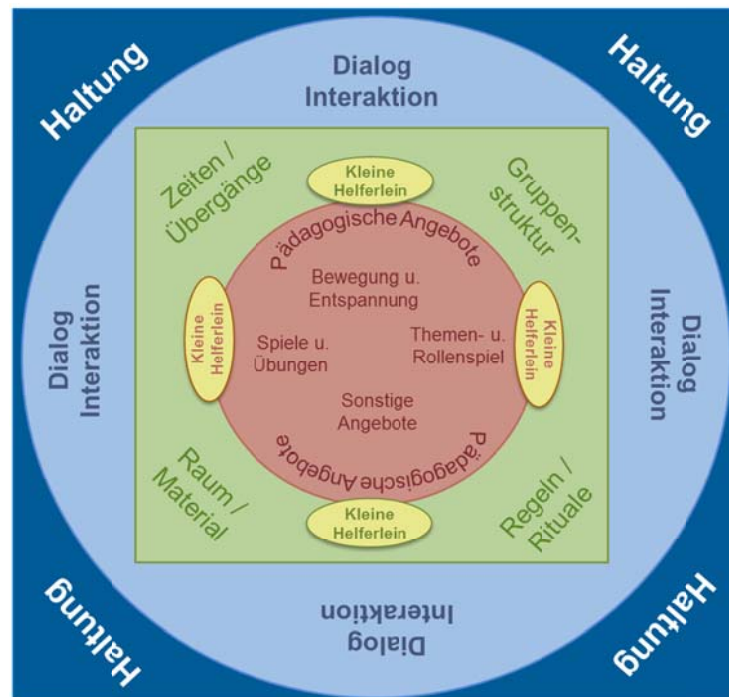 Haltung
Haltung
Dialog
Interaktion
Zeiten /
Übergänge
Kleine
Helferlein
Gruppen-
struktur
Pädagogische Angebote
Bewegung u.
Entspannung
Dialog
Interaktion
Kleine
Helferlein
Spiele u.
Übungen
Themen- u.
Rollenspiel
Kleine
Helferlein
Dialog
Interaktion
Sonstige
Angebote
Pädagogische Angebote
Raum /
Material
Kleine
Helferlein
Regeln /
Rituale
Dialog
Interaktion
Haltung
Haltung